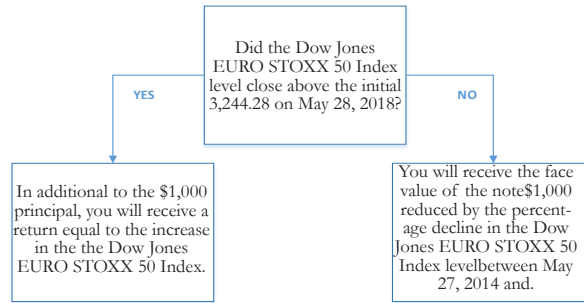 Did the Dow Jones
EURO STOXX 50 Index
level close above the initial
3,244.28 on May 28, 2018?
YES
NO
In additional to the $1,000
principal, you will receive a
return equal to the increase
in the the Dow Jones
EURO STOXX 50 Index.
You will receive the face
value of the note$1,000
reduced by the percent-
age decline in the Dow
Jones EURO STOXX 50
Index levelbetween May
27, 2014 and.